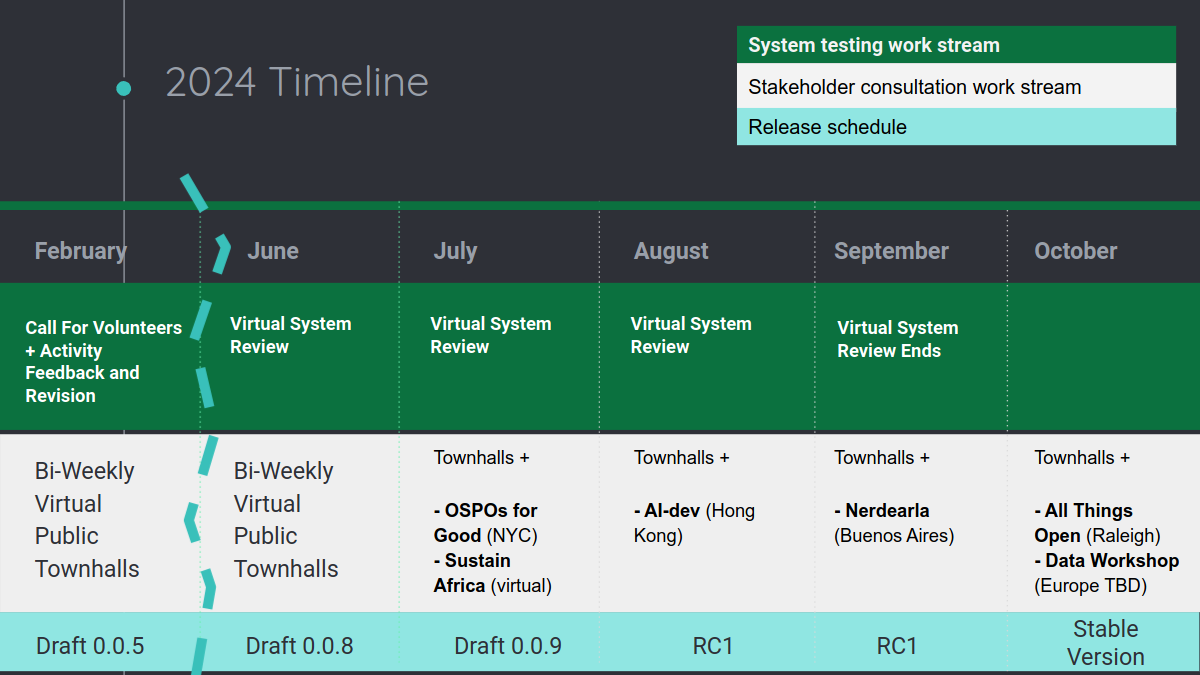 2024 Timeline
System testing work stream
Stakeholder consultation work stream
Release schedule
February
June
July
August
September
October
Call For Volunteers
+ Activity
Feedback and
Revision
Virtual System
Review
Virtual System
Review
Virtual System
Review
Virtual System
Review Ends
Bi-Weekly
Virtual
Public
Townhalls
Bi-Weekly
Virtual
Public
Townhalls
Townhalls +
- OSPOs for
Good (NYC)
- Sustain
Africa (virtual)
Townhalls +
- AI-dev (Hong
Kong)
Townhalls +
- Nerdearla
(Buenos Aires)
Townhalls +
- All Things
Open (Raleigh)
- Data Workshop
(Europe TBD)
Draft 0.0.5
Draft 0.0.8
Draft 0.0.9
RC1
RC1
Stable
Version